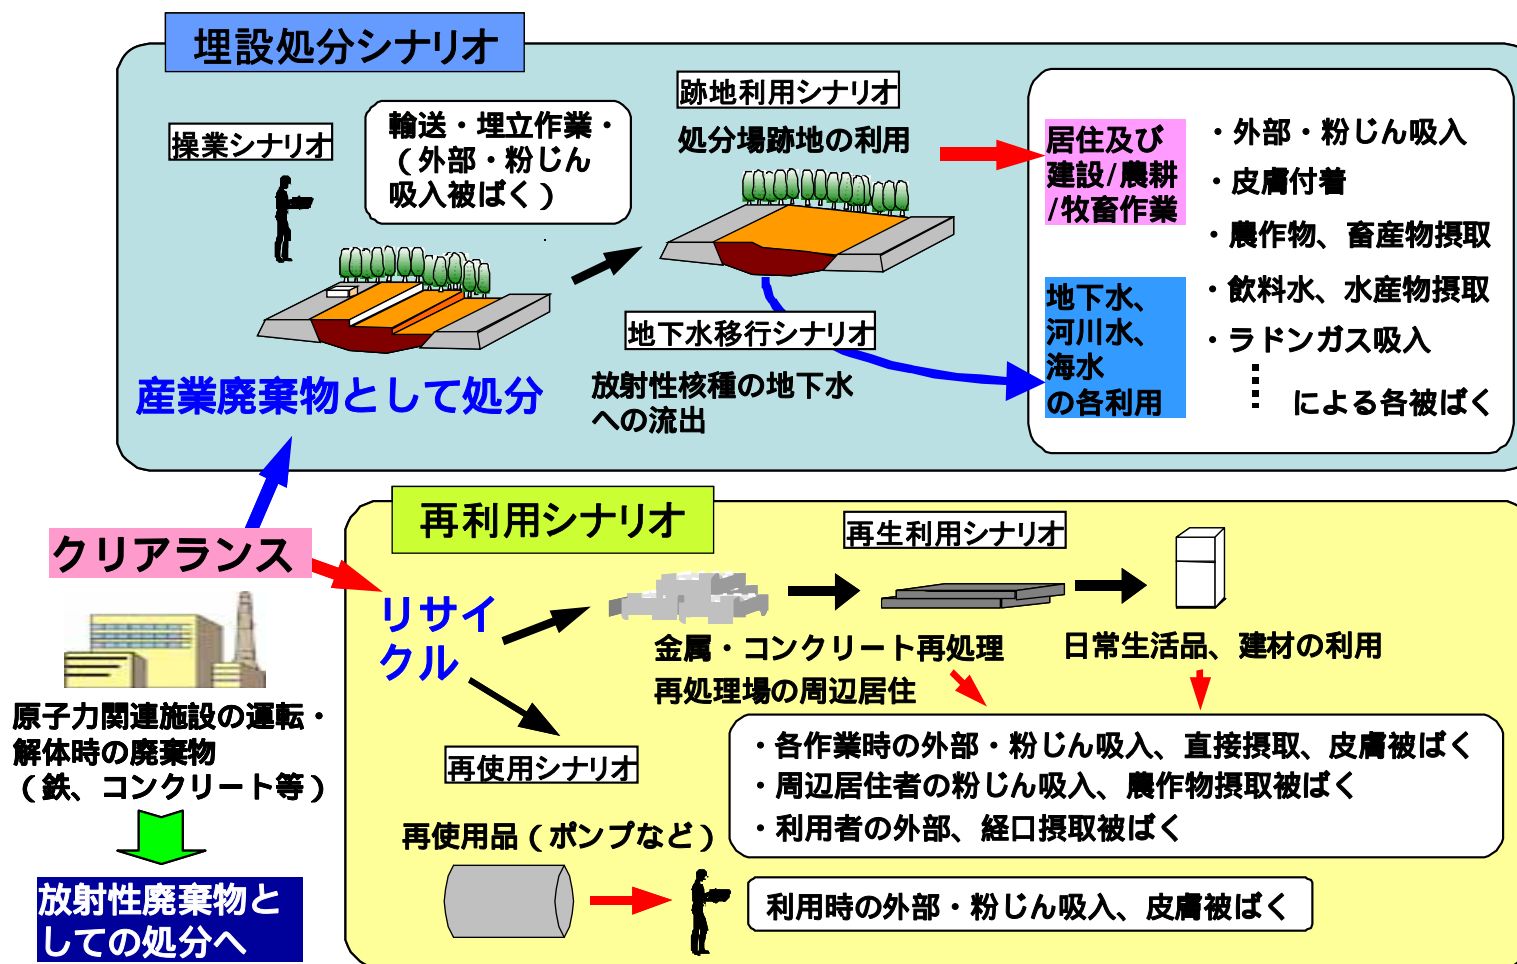 埋設処分シナリオ
操業シナリオ
輸送・埋立作業・
（外部・粉じん
吸入被ばく）
跡地利用シナリオ
処分場跡地の利用
居住及び
建設/農耕
/牧畜作業
・外部・粉じん吸入
・皮膚付着
・農作物、畜産物摂取
・飲料水、水産物摂取
・ラドンガス吸入
による各被ばく
地下水、
河川水、
海水
の各利用
地下水移行シナリオ
放射性核種の地下水
への流出
産業廃棄物として処分
クリアランス
原子力関連施設の運転・
解体時の廃棄物
（鉄、コンクリート等）
放射性廃棄物と
しての処分へ
再利用シナリオ
リサイ
クル
再生利用シナリオ
金属・コンクリート再処理
再処理場の周辺居住
日常生活品、建材の利用
・各作業時の外部・粉じん吸入、直接摂取、皮膚被ばく
・周辺居住者の粉じん吸入、農作物摂取被ばく
・利用者の外部、経口摂取被ばく
再使用シナリオ
再使用品（ポンプなど）
利用時の外部・粉じん吸入、皮膚被ばく